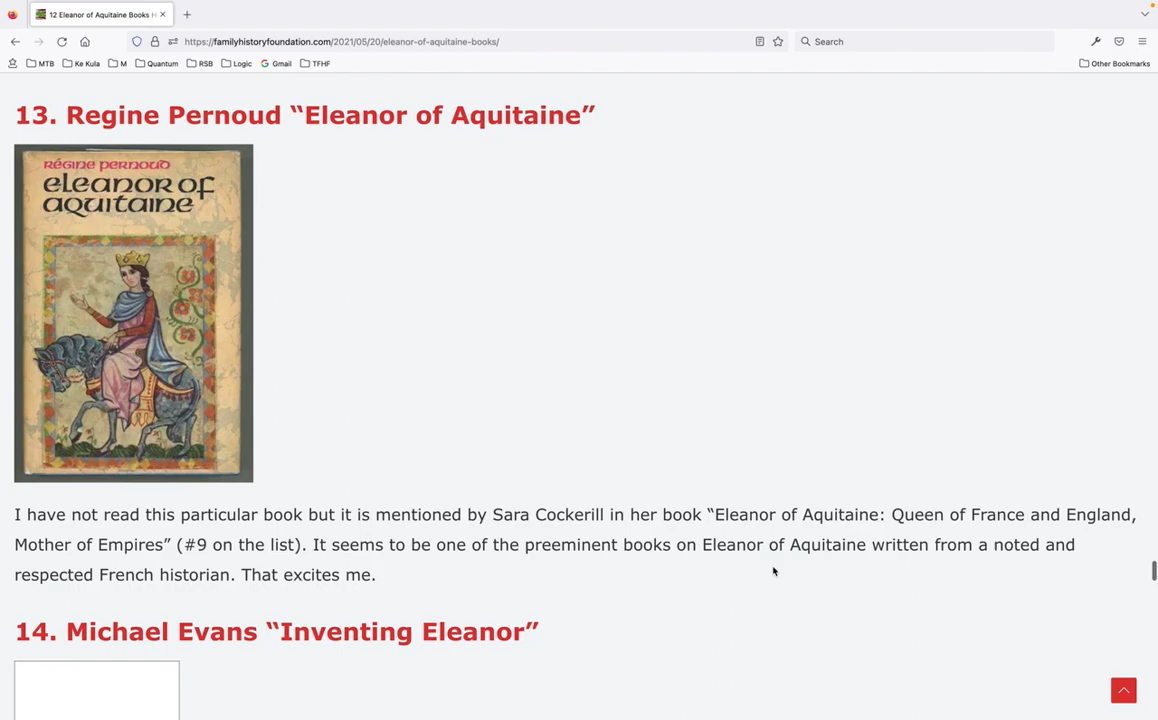 12 Eleanor of Aquitaine Books H
https://familyhistoryfoundation.com/2021/05/20/eleanor-of-aquitaine-books/
Search
MTB Ke Kula M Quantum RSB Logic Gmail TFHF Other Bookmarks
13. Regine Pernoud “Eleanor of Aquitaine”
Régine Pernoud
eleanor of
aquitaine
I have not read this particular book but it is mentioned by Sara Cockerill in her book “Eleanor of Aquitaine: Queen of France and England,
Mother of Empires” (#9 on the list). It seems to be one of the preeminent books on Eleanor of Aquitaine written from a noted and
respected French historian. That excites me.
14. Michael Evans “Inventing Eleanor”